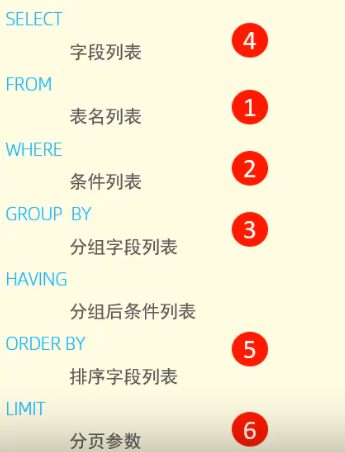 SELECT
字段列表
4
FROM
表名列表
1
WHERE
条件列表
2
GROUP BY
分组字段列表
3
HAVING
分组后条件列表
ORDER BY
排序字段列表
5
LIMIT
分页参数
6